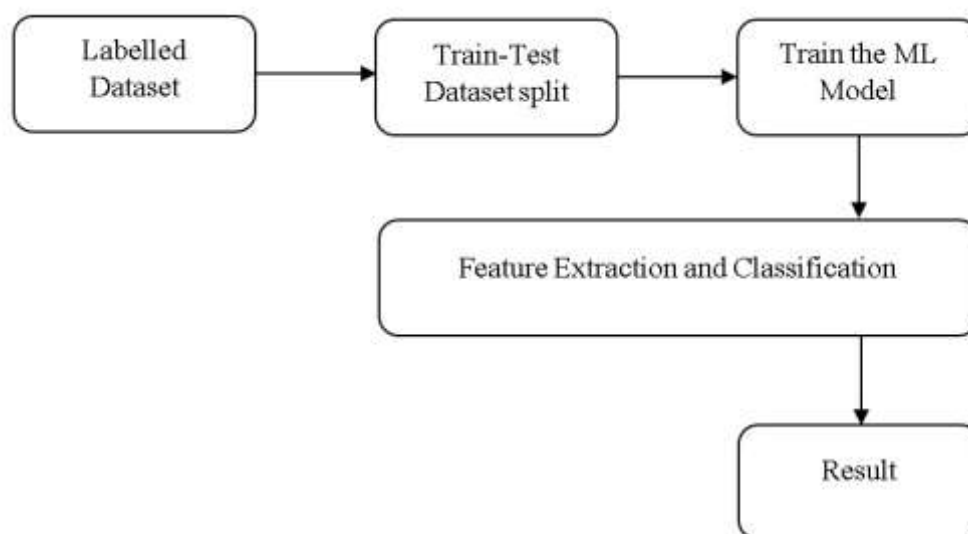 Labelled
Dataset
Train-Test
Dataset split
Train the ML
Model
Feature Extraction and Classification
Result